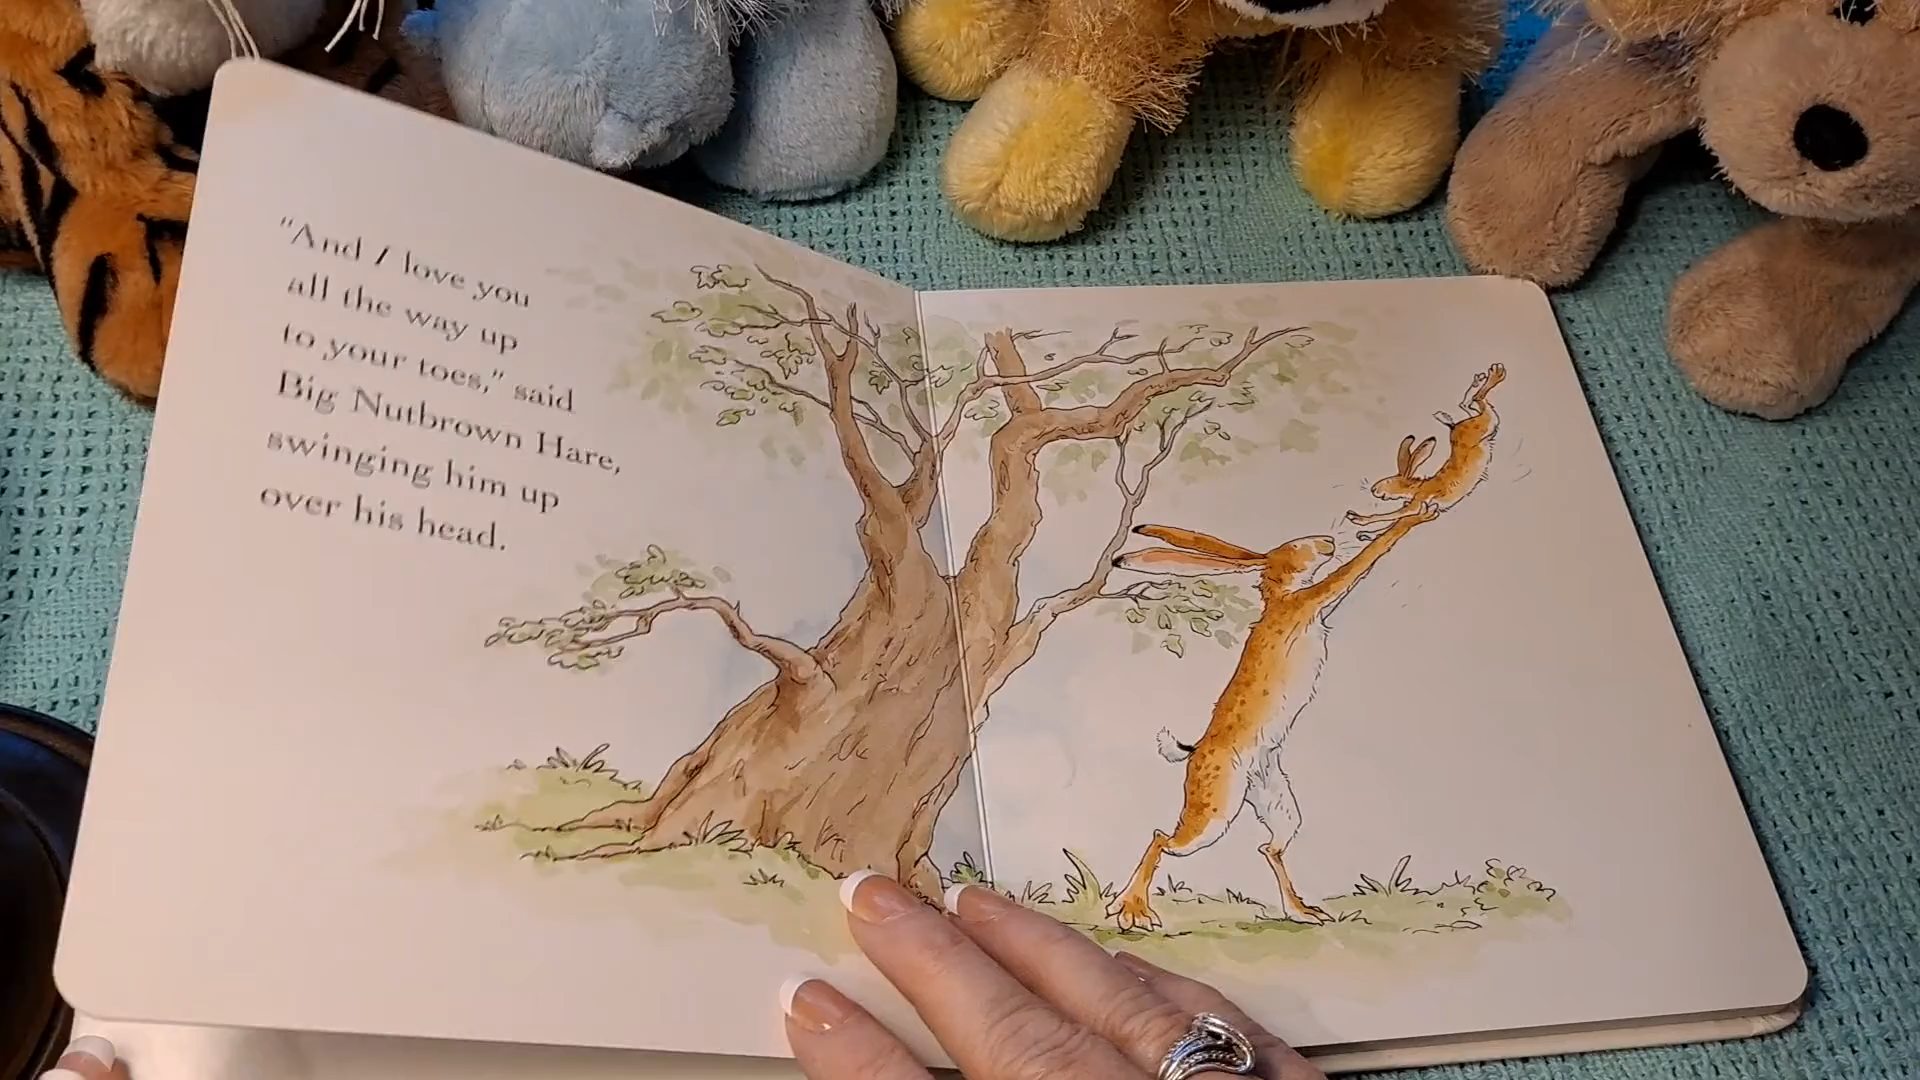 "And I love you
all the way up
to your toes," said
Big Nutbrown Hare,
swinging him up
over his head.